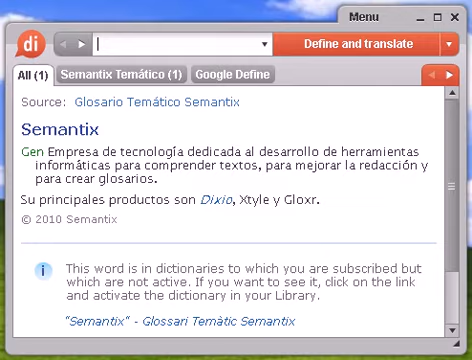 Menu
di
Define and translate
All (1)
Semantix Temático (1)
Google Define
Source: Glosario Temático Semantix
Semantix
Gen Empresa de tecnología dedicada al desarrollo de herramientas
informáticas para comprender textos, para mejorar la redacción y
para crear glosarios.
Su principales productos son Dixio, Xtyle y Gloxr.
© 2010 Semantix
i
This word is in dictionaries to which you are subscribed but
which are not active. If you want to see it, click on the link
and activate the dictionary in your Library.
"Semantix" - Glossari Temàtic Semantix